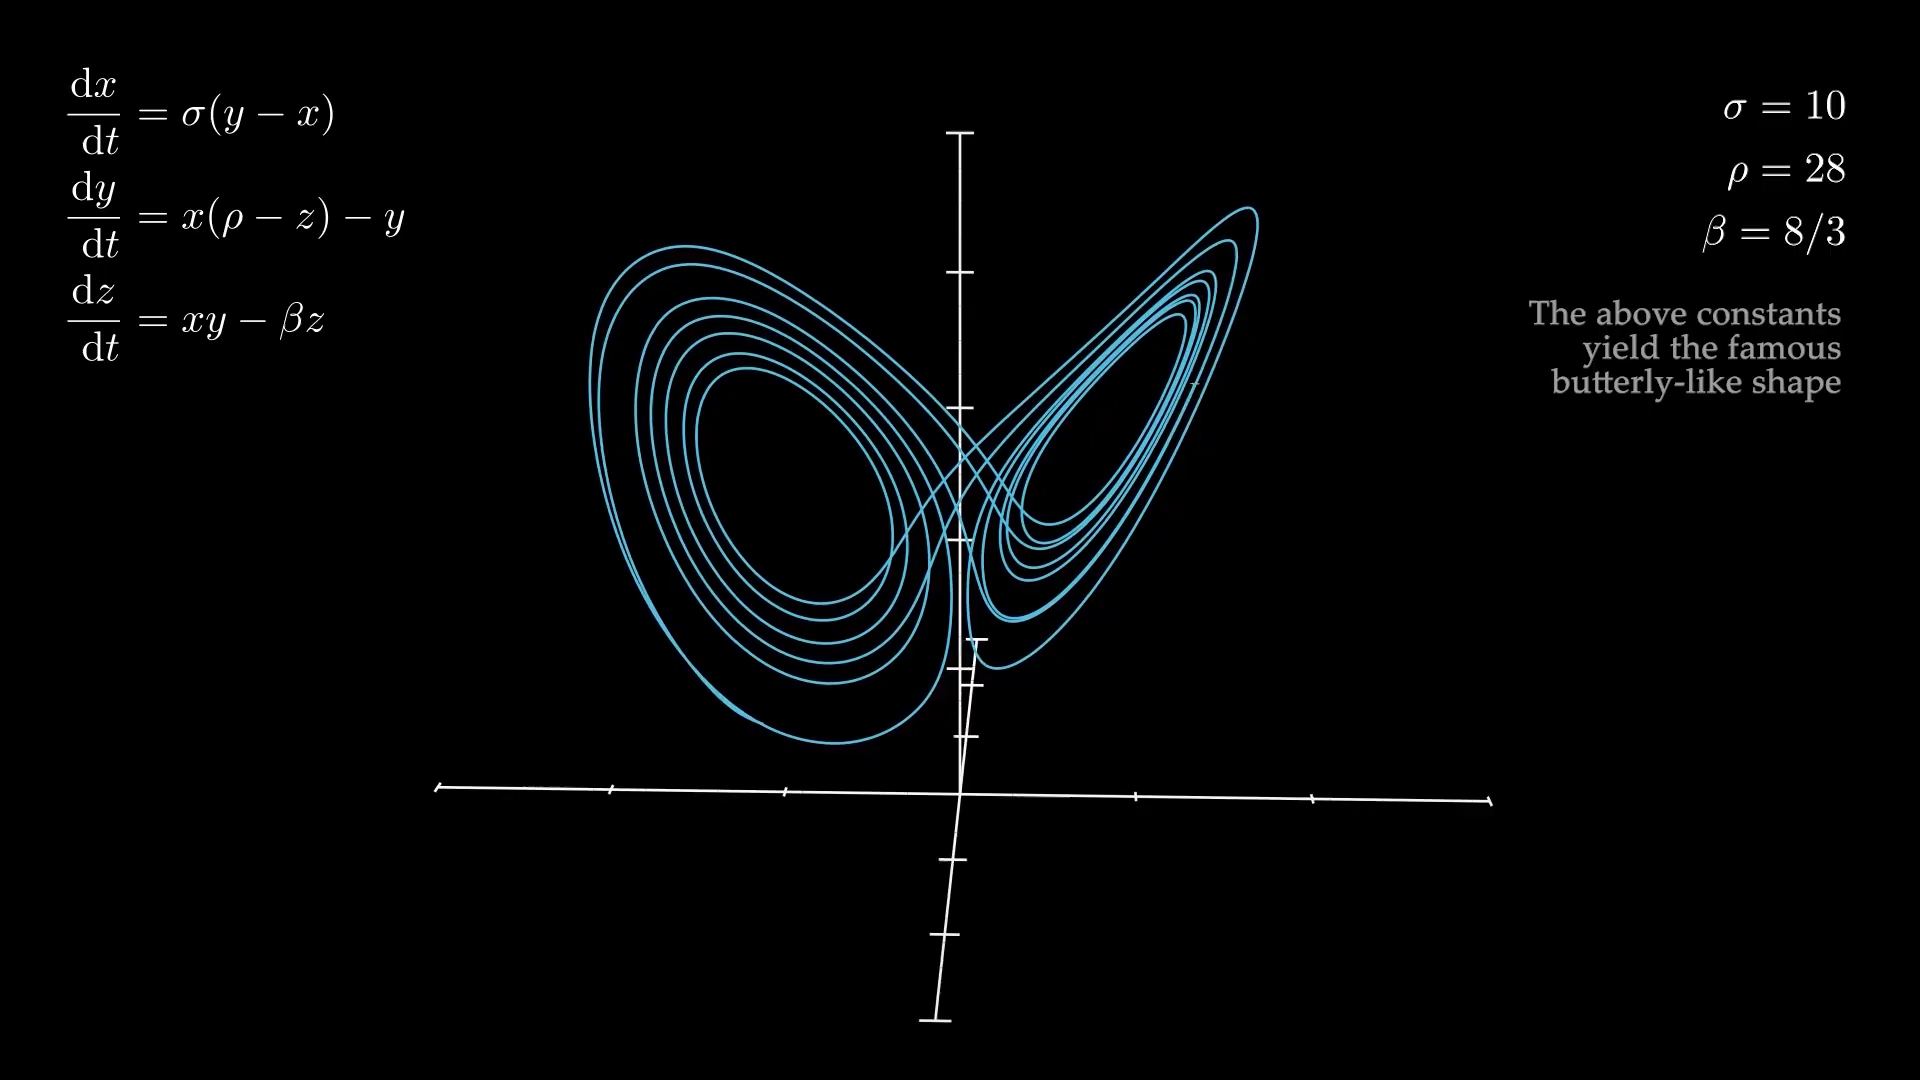 dx/dt = σ(y − x)
dy/dt = x(ρ − z) − y
dz/dt = xy − βz
σ = 10
ρ = 28
β = 8/3
The above constants
yield the famous
butterly-like shape